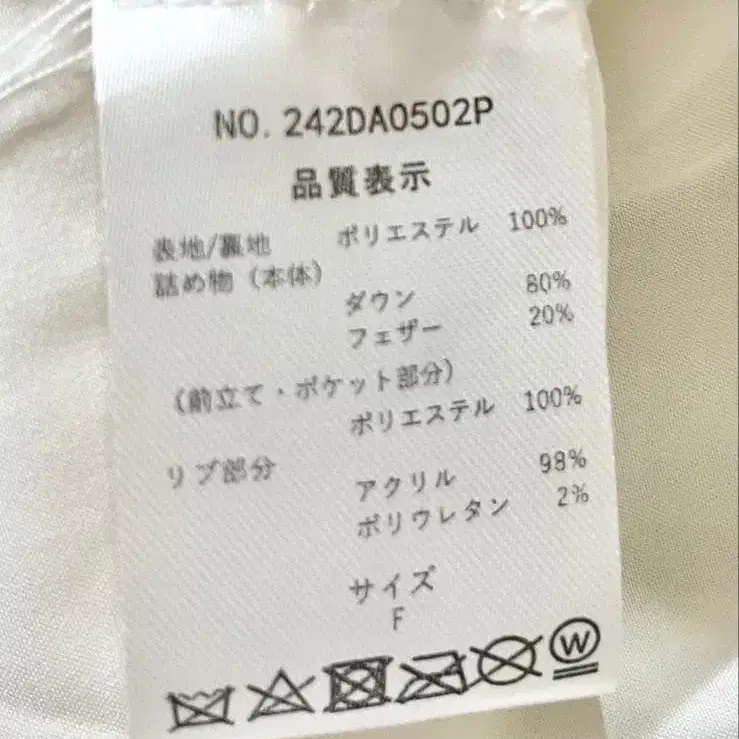 NO. 242DA0502P
品質表示
表地/裏地 ポリエステル 100%
詰め物（本体）
ダウン 80%
フェザー 20%
（前立て・ポケット部分）
ポリエステル 100%
リブ部分
アクリル 98%
ポリウレタン 2%
サイズ
F
W